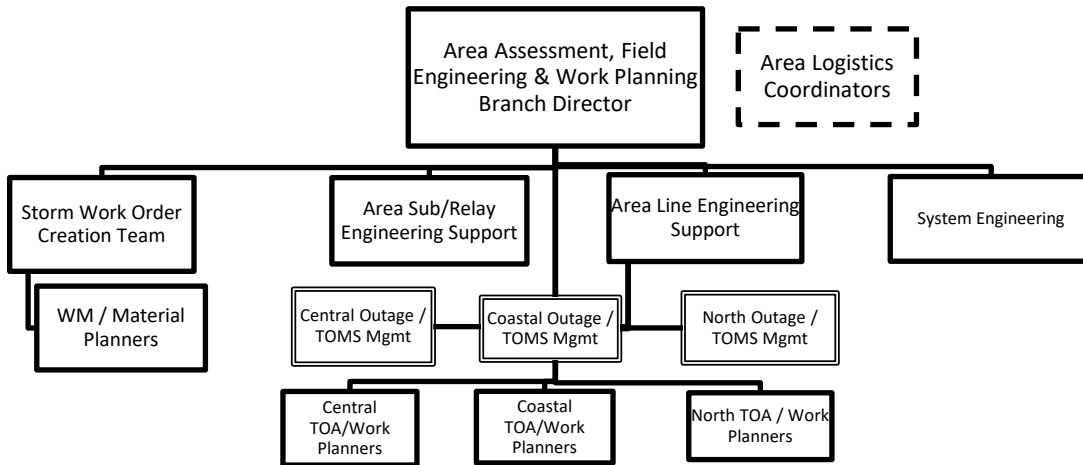 Area Assessment, Field
Engineering & Work Planning
Branch Director
Area Logistics
Coordinators
Storm Work Order
Creation Team
Area Sub/Relay
Engineering Support
Area Line Engineering
Support
System Engineering
WM / Material
Planners
Central Outage /
TOMS Mgmt
Coastal Outage /
TOMS Mgmt
North Outage /
TOMS Mgmt
Central
TOA/Work
Planners
Coastal
TOA/Work
Planners
North TOA / Work
Planners